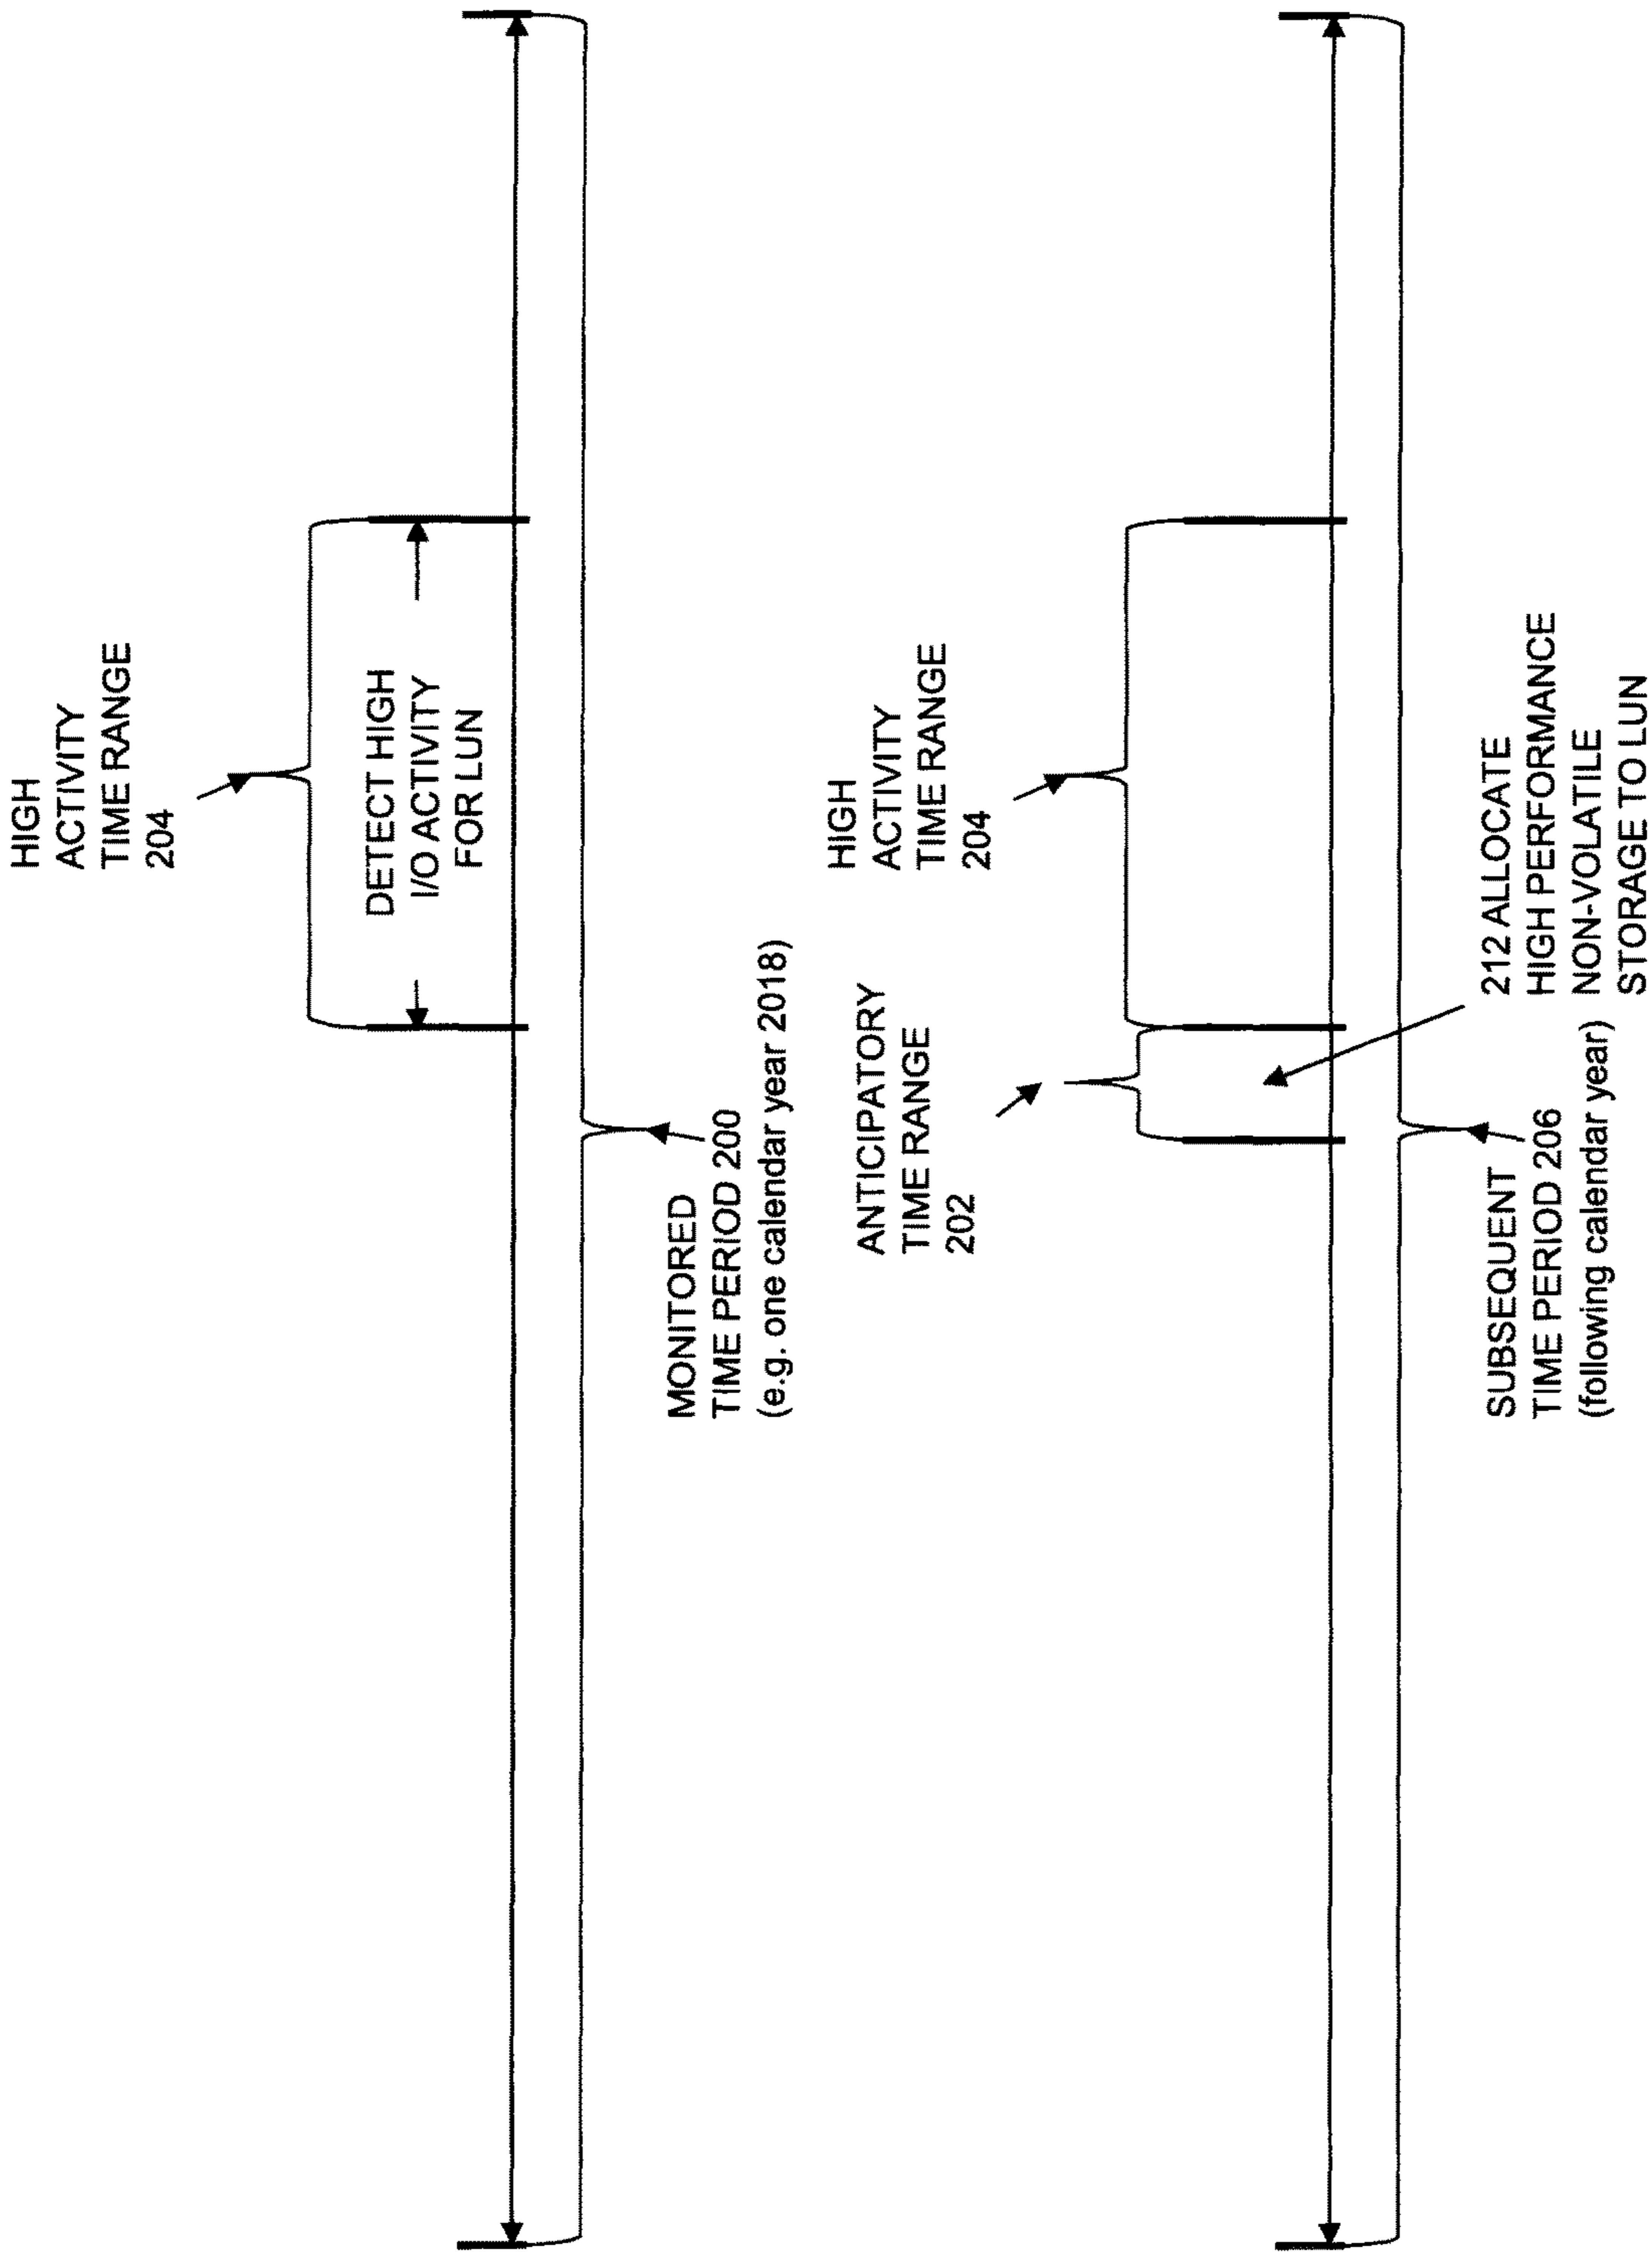 HIGH
ACTIVITY
TIME RANGE
204
DETECT HIGH
I/O ACTIVITY
FOR LUN
MONITORED
TIME PERIOD 200
(e.g. one calendar year 2018)
HIGH
ACTIVITY
TIME RANGE
204
ANTICIPATORY
TIME RANGE
202
212 ALLOCATE
HIGH PERFORMANCE
NON-VOLATILE
STORAGE TO LUN
SUBSEQUENT
TIME PERIOD 206
(following calendar year)